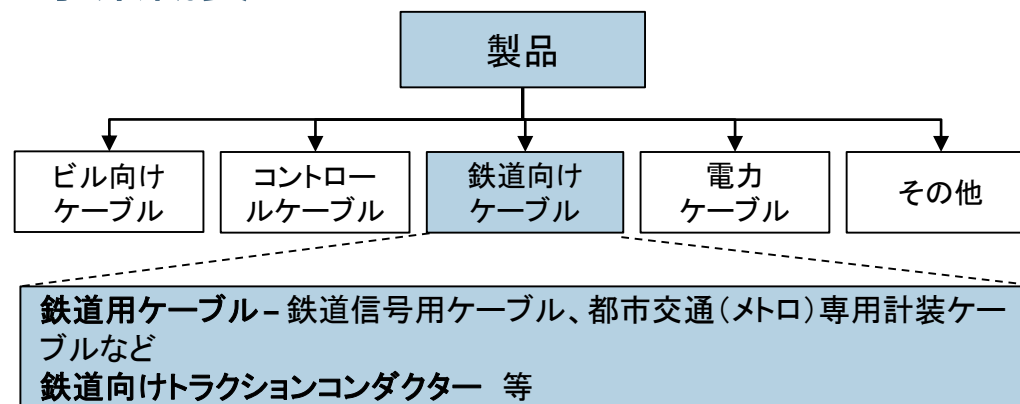 製品
ビル向け
ケーブル
コントロー
ルケーブル
鉄道向け
ケーブル
電力
ケーブル
その他
鉄道用ケーブル – 鉄道信号用ケーブル、都市交通（メトロ）専用計装ケー
ブルなど
鉄道向けトラクションコンダクター　等